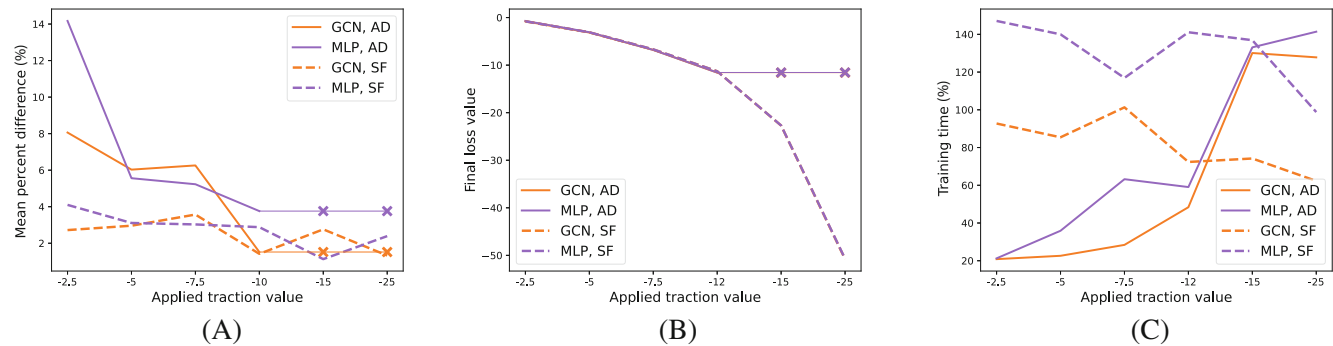 14
12
10
8
6
4
2
Mean percent difference (%)
GCN, AD
MLP, AD
GCN, SF
MLP, SF
-2.5 -5 -7.5 -10 -15 -25
Applied traction value
(A)
0
−10
−20
−30
−40
−50
Final loss value
GCN, AD
MLP, AD
GCN, SF
MLP, SF
-2.5 -5 -7.5 -12 -15 -25
Applied traction value
(B)
140
120
100
80
60
40
20
Training time (%)
GCN, AD
MLP, AD
GCN, SF
MLP, SF
-2.5 -5 -7.5 -12 -15 -25
Applied traction value
(C)